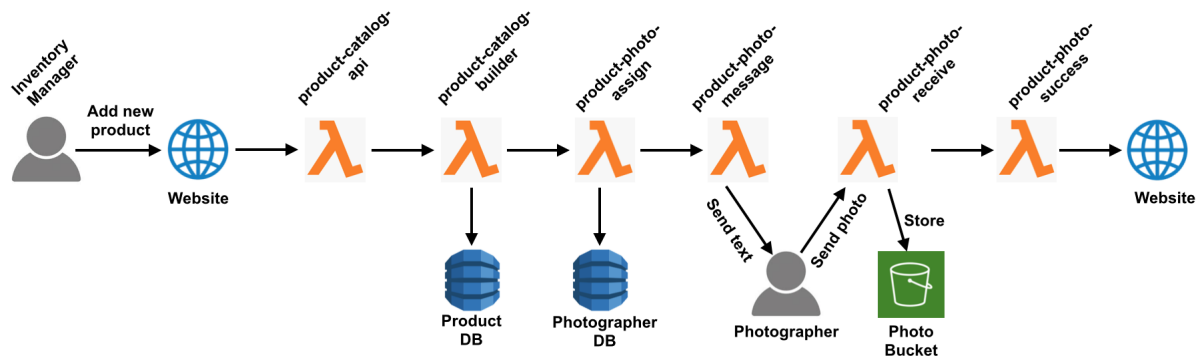 Inventory
Manager
Add new
product
Website
product-catalog-
api
product-catalog-
builder
product-photo-
assign
product-photo-
message
product-photo-
receive
product-photo-
success
Website
Send text
Send photo
Store
Product
DB
Photographer
DB
Photographer
Photo
Bucket